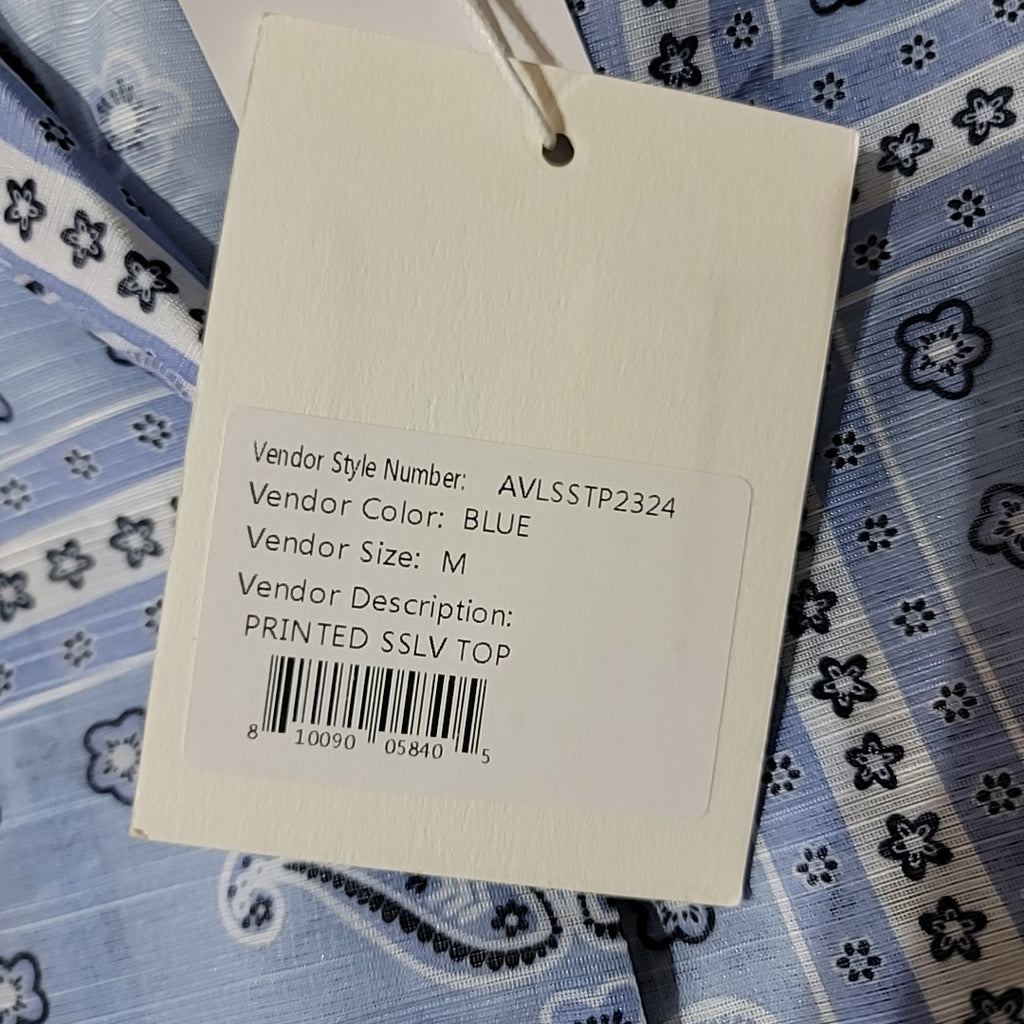 Vendor Style Number: AVLSSTP2324
Vendor Color: BLUE
Vendor Size: M
Vendor Description:
PRINTED SSLV TOP
8 10090 05840 5